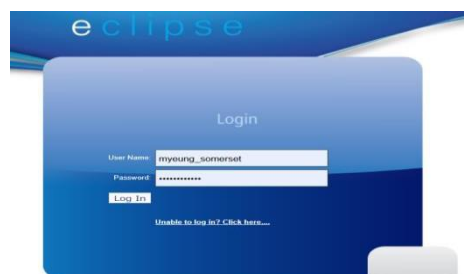 eclipse
Login
User Name: myeung_somerset
Password: ••••••••••••
Log In
Unable to log in? Click here....